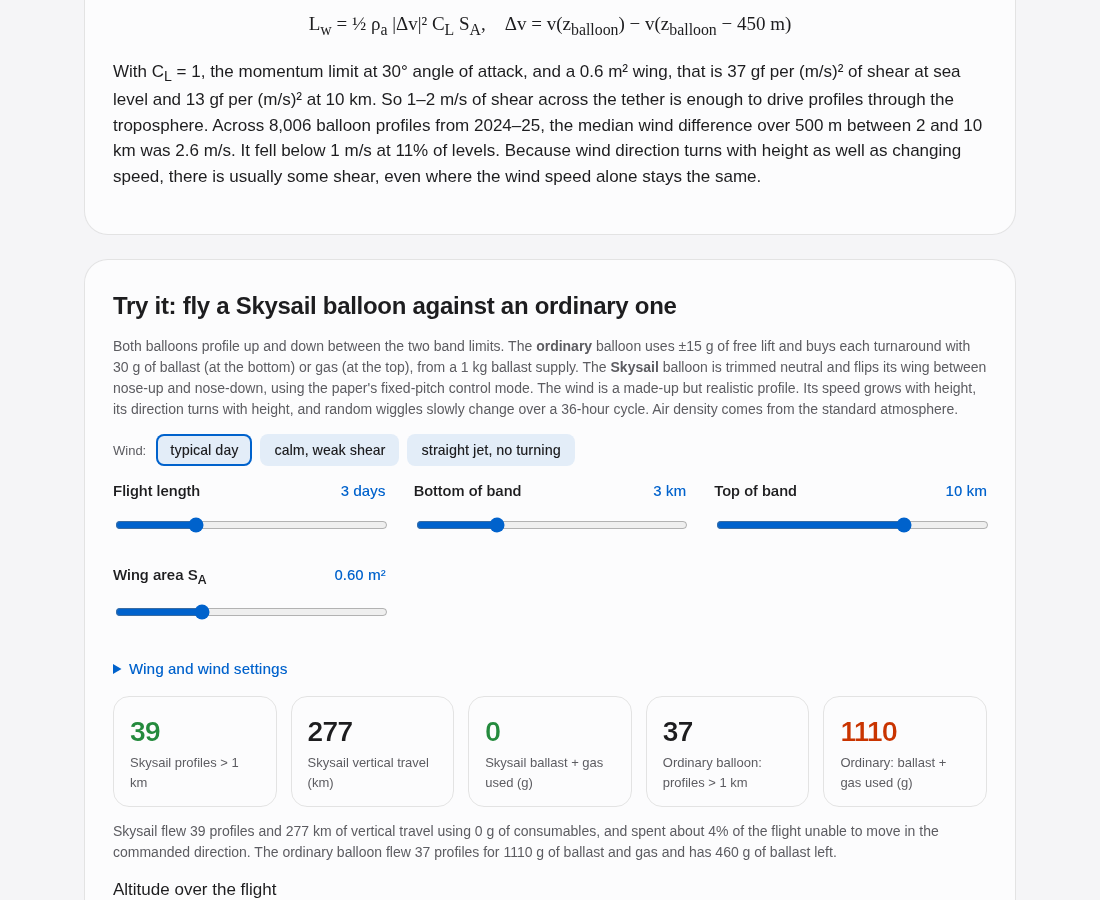 L_w = ½ ρ_a |Δv|² C_L S_A,    Δv = v(z_balloon) − v(z_balloon − 450 m)
With C_L = 1, the momentum limit at 30° angle of attack, and a 0.6 m² wing, that is 37 gf per (m/s)² of shear at sea
level and 13 gf per (m/s)² at 10 km. So 1–2 m/s of shear across the tether is enough to drive profiles through the
troposphere. Across 8,006 balloon profiles from 2024–25, the median wind difference over 500 m between 2 and 10
km was 2.6 m/s. It fell below 1 m/s at 11% of levels. Because wind direction turns with height as well as changing
speed, there is usually some shear, even where the wind speed alone stays the same.
Try it: fly a Skysail balloon against an ordinary one
Both balloons profile up and down between the two band limits. The ordinary balloon uses ±15 g of free lift and buys each turnaround with
30 g of ballast (at the bottom) or gas (at the top), from a 1 kg ballast supply. The Skysail balloon is trimmed neutral and flips its wing between
nose-up and nose-down, using the paper's fixed-pitch control mode. The wind is a made-up but realistic profile. Its speed grows with height,
its direction turns with height, and random wiggles slowly change over a 36-hour cycle. Air density comes from the standard atmosphere.
Wind: typical day calm, weak shear straight jet, no turning
Flight length 3 days Bottom of band 3 km Top of band 10 km
Wing area S_A 0.60 m²
▶ Wing and wind settings
39 277 0 37 1110
Skysail profiles > 1 Skysail vertical travel Skysail ballast + gas Ordinary balloon: Ordinary: ballast +
km (km) used (g) profiles > 1 km gas used (g)
Skysail flew 39 profiles and 277 km of vertical travel using 0 g of consumables, and spent about 4% of the flight unable to move in the
commanded direction. The ordinary balloon flew 37 profiles for 1110 g of ballast and gas and has 460 g of ballast left.
Altitude over the flight